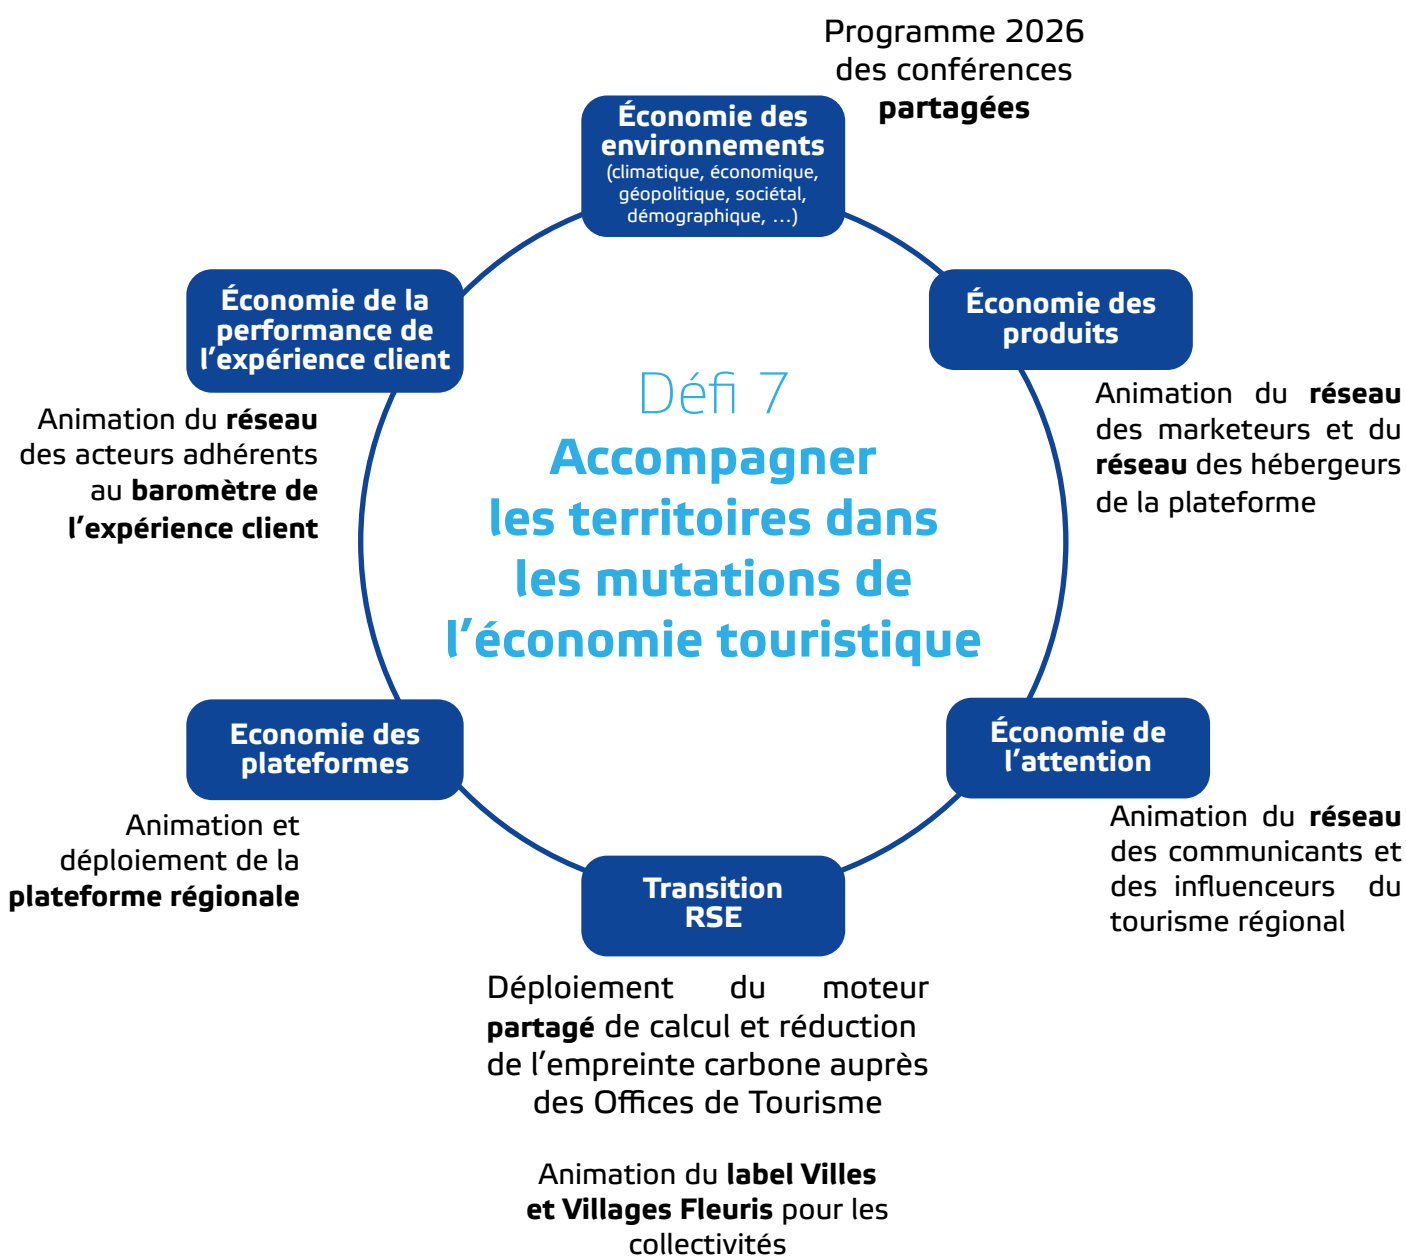 Programme 2026
des conférences
partagées
Économie des
environnements
(climatique, économique,
géopolitique, sociétal,
démographique, …)
Économie de la
performance de
l’expérience client
Économie des
produits
Défi 7
Accompagner
les territoires dans
les mutations de
l’économie touristique
Animation du réseau
des acteurs adhérents
au baromètre de
l’expérience client
Animation du réseau
des marketeurs et du
réseau des hébergeurs
de la plateforme
Economie des
plateformes
Économie de
l’attention
Animation et
déploiement de la
plateforme régionale
Animation du réseau
des communicants et
des influenceurs du
tourisme régional
Transition
RSE
Déploiement du moteur
partagé de calcul et réduction
de l’empreinte carbone auprès
des Offices de Tourisme
Animation du label Villes
et Villages Fleuris pour les
collectivités